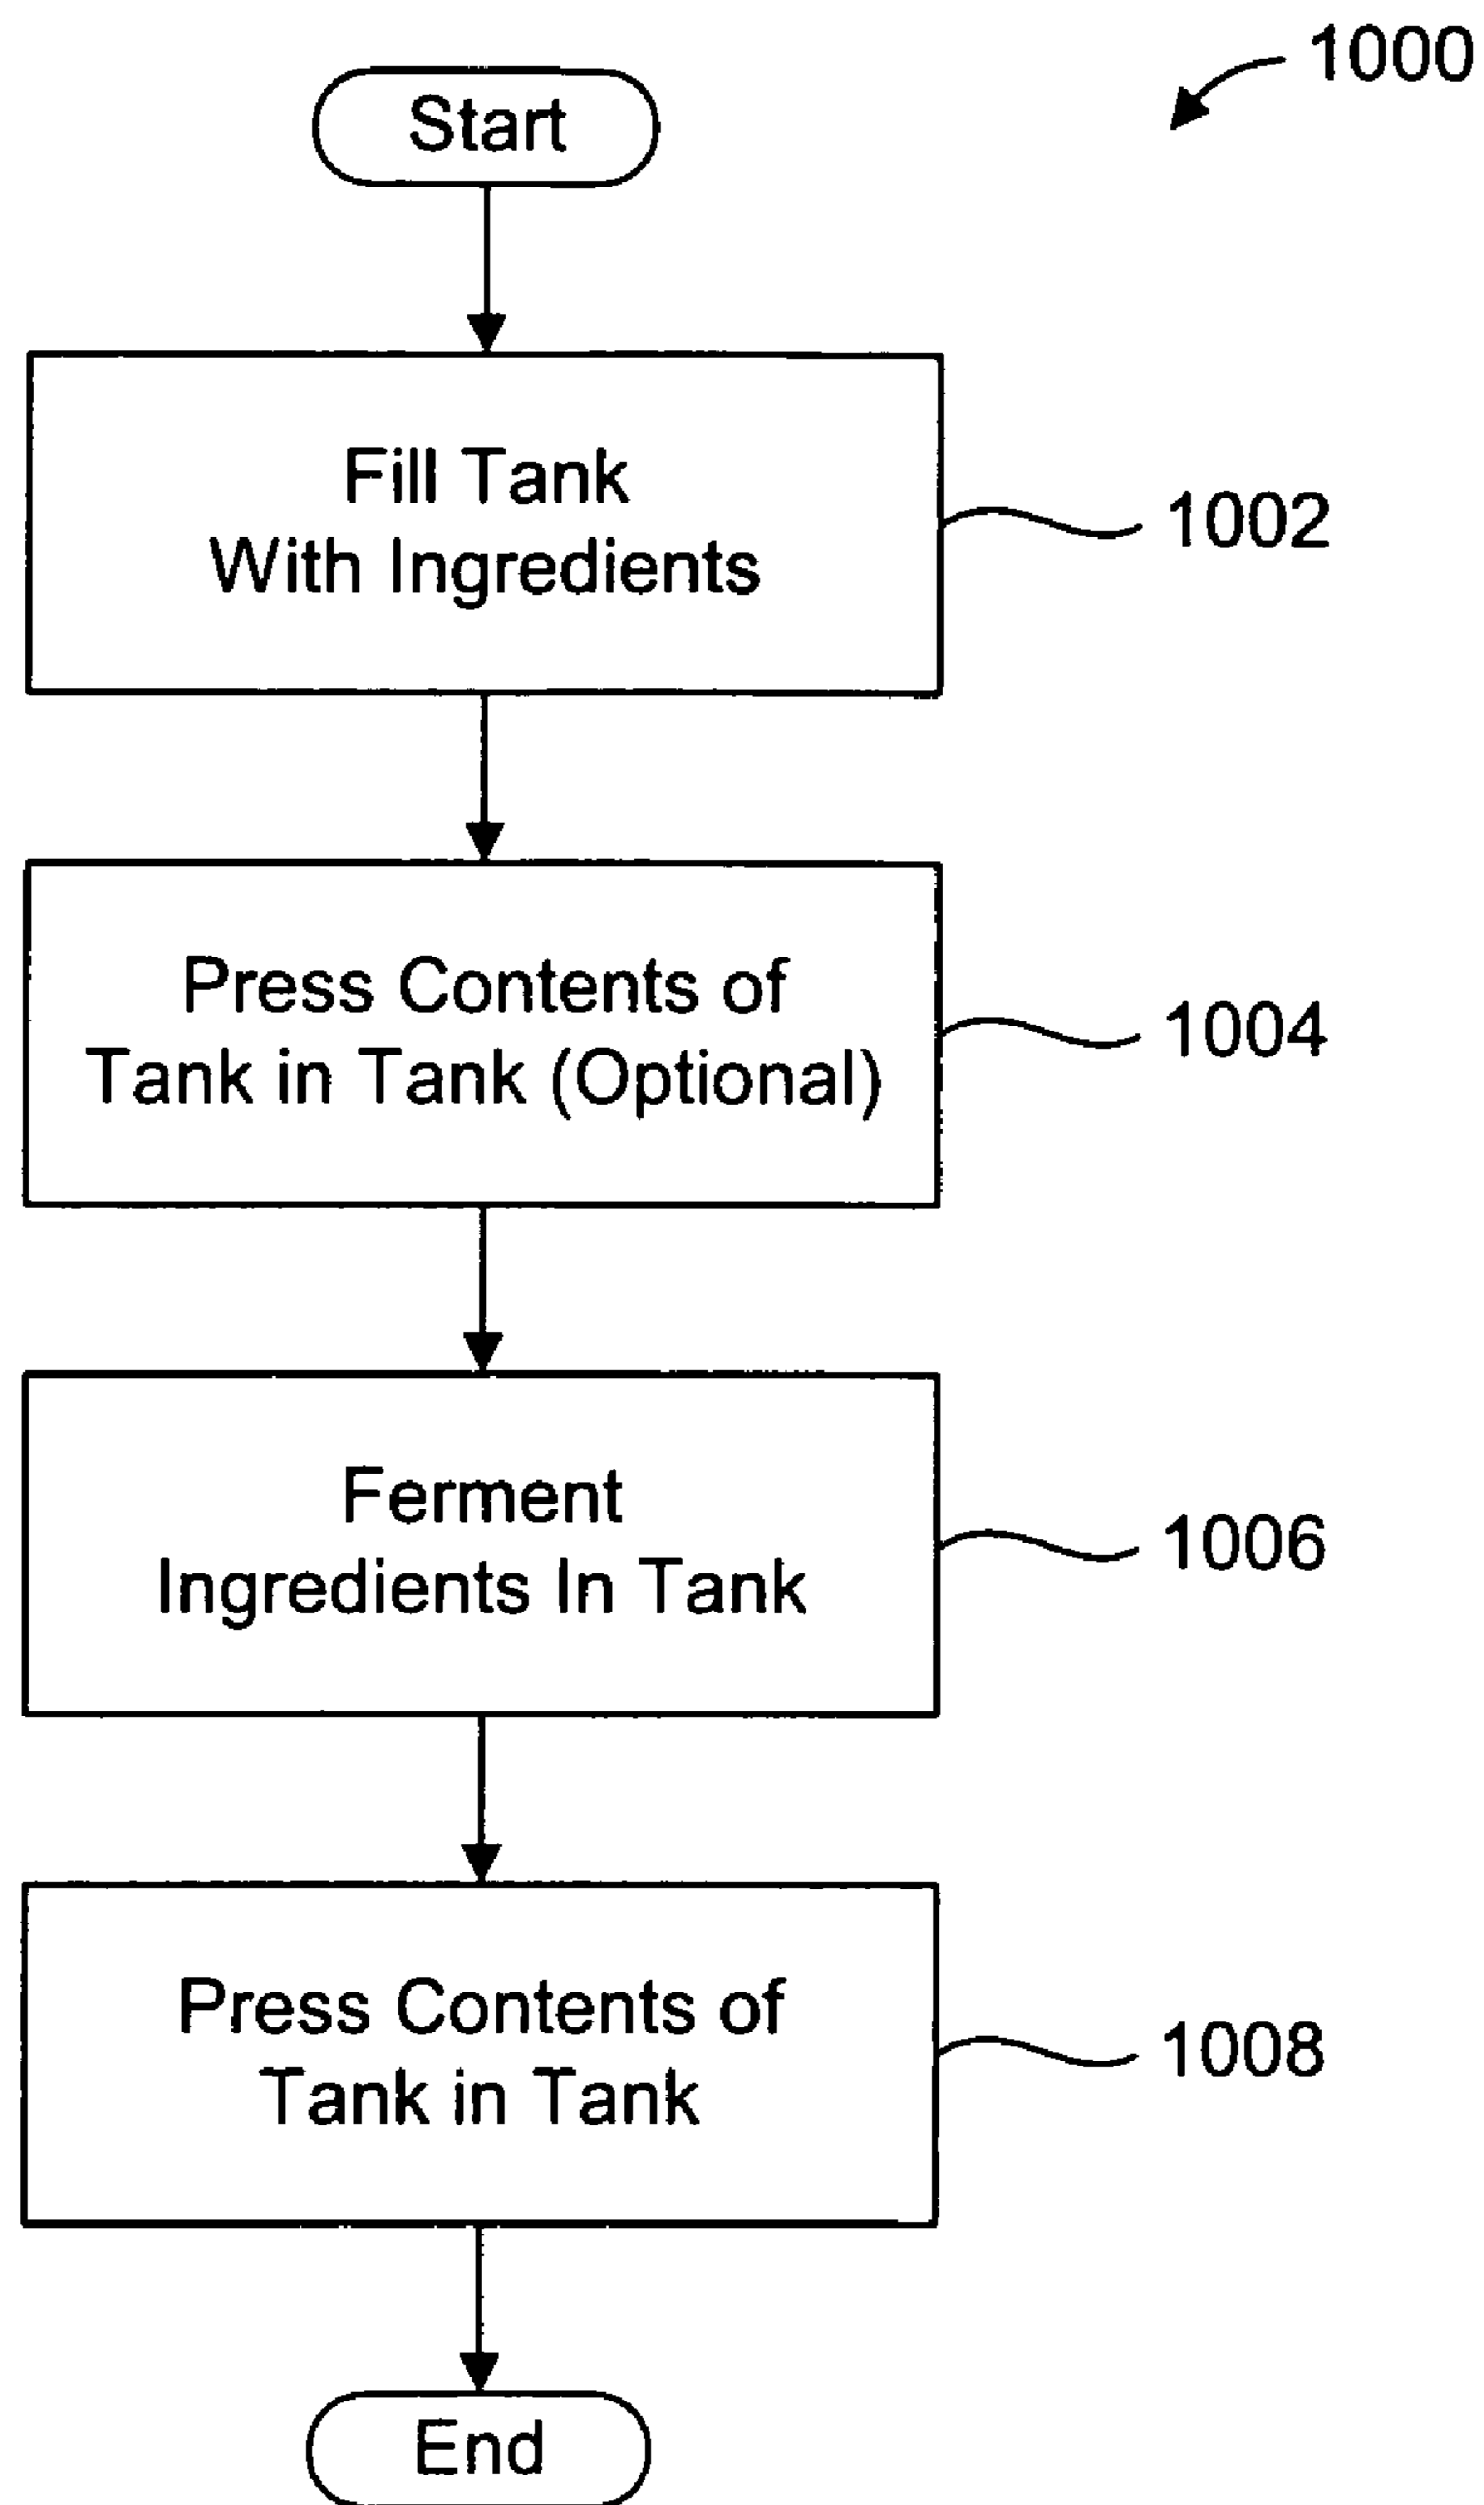 1000
Start
Fill Tank
With Ingredients
1002
Press Contents of
Tank in Tank (Optional)
1004
Ferment
Ingredients In Tank
1006
Press Contents of
Tank in Tank
1008
End